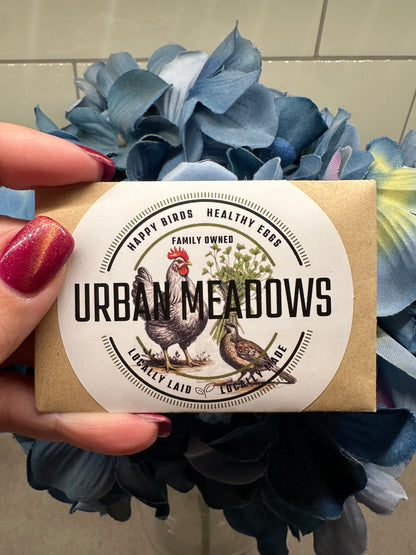 HAPPY BIRDS HEALTHY EGGS
FAMILY OWNED
URBAN MEADOWS
LOCALLY LAID LOCALLY MADE